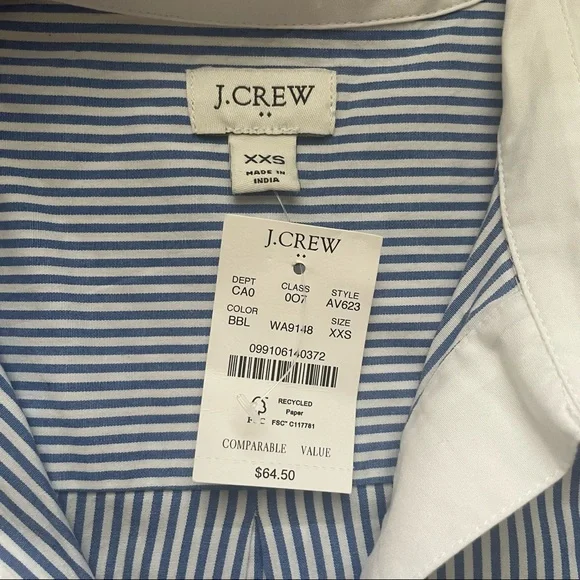 J.CREW
XXS
MADE IN
INDIA
J.CREW
DEPT CLASS STYLE
CA0 0O7 AV623
COLOR SIZE
BBL WA9148 XXS
099106140372
RECYCLED
Paper
FSC® C117781
COMPARABLE VALUE
$64.50